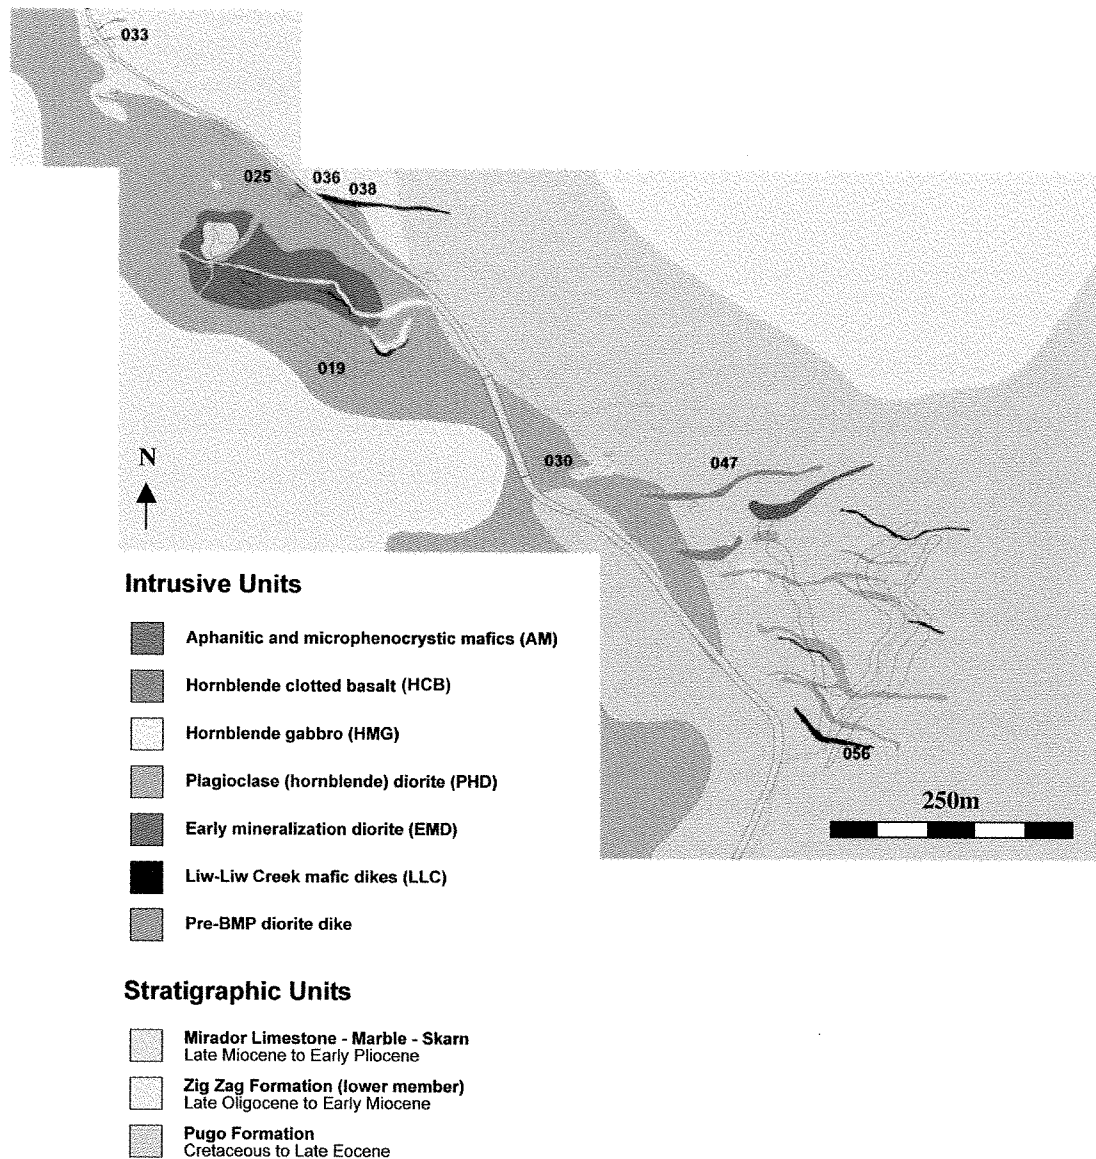 033
025
036
038
019
030
047
N
056
250m
Intrusive Units
Aphanitic and microphenocrystic mafics (AM)
Hornblende clotted basalt (HCB)
Hornblende gabbro (HMG)
Plagioclase (hornblende) diorite (PHD)
Early mineralization diorite (EMD)
Liw-Liw Creek mafic dikes (LLC)
Pre-BMP diorite dike
Stratigraphic Units
Mirador Limestone - Marble - Skarn
Late Miocene to Early Pliocene
Zig Zag Formation (lower member)
Late Oligocene to Early Miocene
Pugo Formation
Cretaceous to Late Eocene